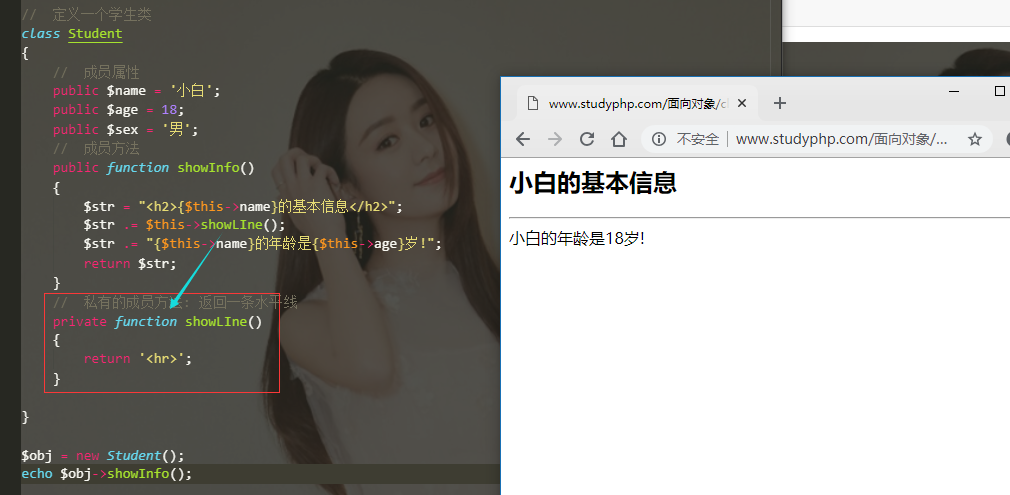 //  定义一个学生类
class Student
{
//  成员属性
public $name = '小白';
public $age = 18;
public $sex = '男';
//  成员方法
public function showInfo()
{
$str = "<h2>{$this->name}的基本信息</h2>";
$str .= $this->showLIne();
$str .= "{$this->name}的年龄是{$this->age}岁!";
return $str;
}
//  私有的成员方法: 返回一条水平线
private function showLIne()
{
return '<hr>';
}
}
$obj = new Student();
echo $obj->showInfo();
www.studyphp.com/面向对象/cl
不安全 www.studyphp.com/面向对象/...
小白的基本信息
小白的年龄是18岁!